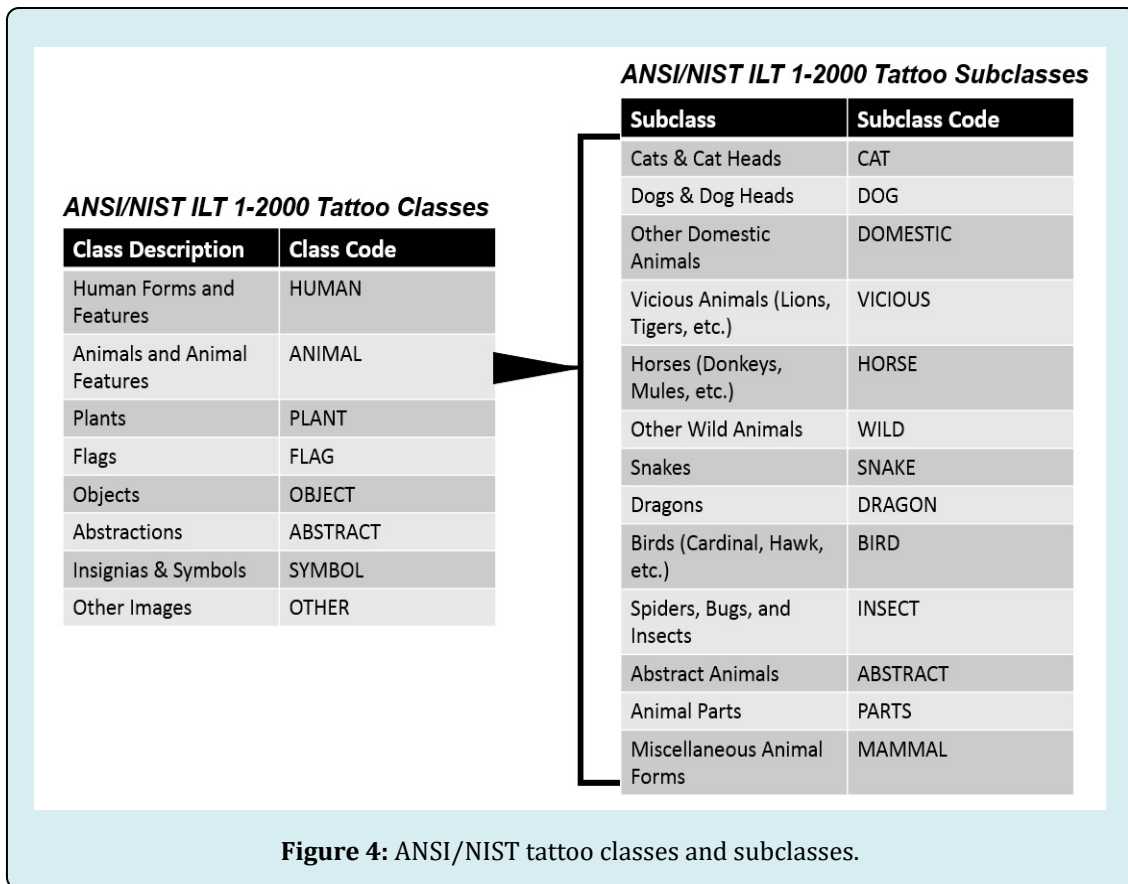 ANSI/NIST ILT 1-2000 Tattoo Classes
Class Description Class Code
Human Forms and HUMAN
Features
Animals and Animal ANIMAL
Features
Plants PLANT
Flags FLAG
Objects OBJECT
Abstractions ABSTRACT
Insignias & Symbols SYMBOL
Other Images OTHER
ANSI/NIST ILT 1-2000 Tattoo Subclasses
Subclass Subclass Code
Cats & Cat Heads CAT
Dogs & Dog Heads DOG
Other Domestic DOMESTIC
Animals
Vicious Animals (Lions, VICIOUS
Tigers, etc.)
Horses (Donkeys, HORSE
Mules, etc.)
Other Wild Animals WILD
Snakes SNAKE
Dragons DRAGON
Birds (Cardinal, Hawk, BIRD
etc.)
Spiders, Bugs, and INSECT
Insects
Abstract Animals ABSTRACT
Animal Parts PARTS
Miscellaneous Animal MAMMAL
Forms
Figure 4: ANSI/NIST tattoo classes and subclasses.